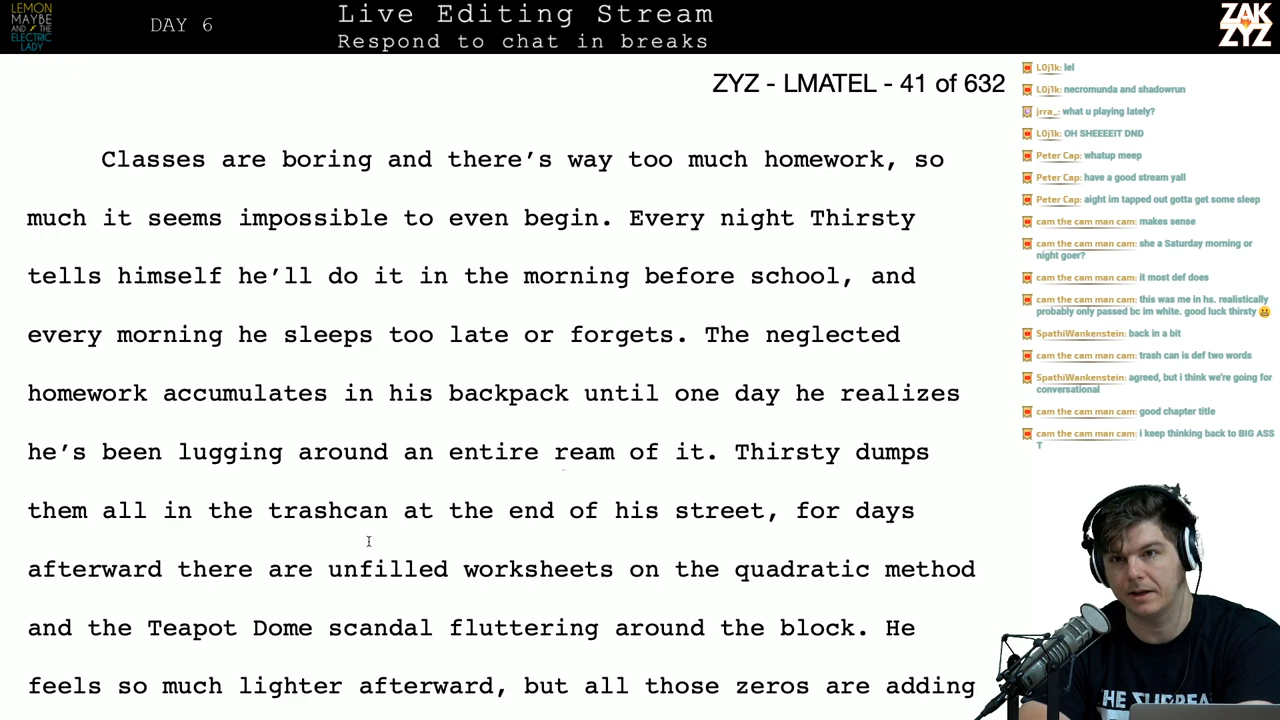 LEMON
MAYBE
AND THE
ELECTRIC
LADY
DAY 6
Live Editing Stream
Respond to chat in breaks
ZAK
ZYZ
ZYZ - LMATEL - 41 of 632
Classes are boring and there’s way too much homework, so
much it seems impossible to even begin. Every night Thirsty
tells himself he’ll do it in the morning before school, and
every morning he sleeps too late or forgets. The neglected
homework accumulates in his backpack until one day he realizes
he’s been lugging around an entire ream of it. Thirsty dumps
them all in the trashcan at the end of his street, for days
afterward there are unfilled worksheets on the quadratic method
and the Teapot Dome scandal fluttering around the block. He
feels so much lighter afterward, but all those zeros are adding
L0j1k: lel
L0j1k: necromunda and shadowrun
jrra_: what u playing lately?
L0j1k: OH SHEEEEIT DND
Peter Cap: whatup meep
Peter Cap: have a good stream yall
Peter Cap: aight im tapped out gotta get some sleep
cam the cam man cam: makes sense
cam the cam man cam: she a Saturday morning or
night goer?
cam the cam man cam: it most def does
cam the cam man cam: this was me in hs. realistically
probably only passed bc im white. good luck thirsty
SpathiWankenstein: back in a bit
cam the cam man cam: trash can is def two words
SpathiWankenstein: agreed, but i think we're going for
conversational
cam the cam man cam: good chapter title
cam the cam man cam: i keep thinking back to BIG ASS
T
THE